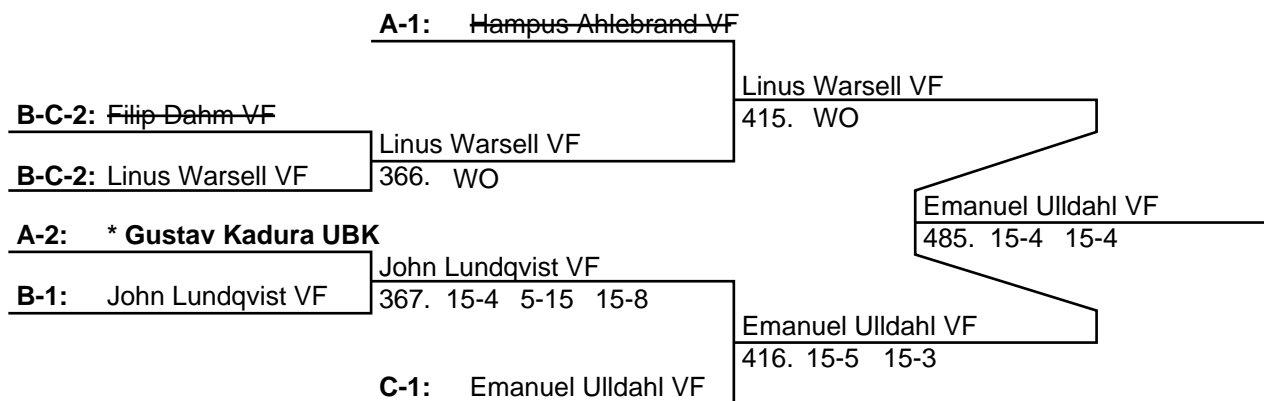 A-1: Hampus Ahlebrand VF
Linus Warsell VF
B-C-2: Filip Dahm VF
415. WO
Linus Warsell VF
B-C-2: Linus Warsell VF
366. WO
Emanuel Ulldahl VF
A-2: * Gustav Kadura UBK
485. 15-4 15-4
John Lundqvist VF
B-1: John Lundqvist VF
367. 15-4 5-15 15-8
Emanuel Ulldahl VF
416. 15-5 15-3
C-1: Emanuel Ulldahl VF